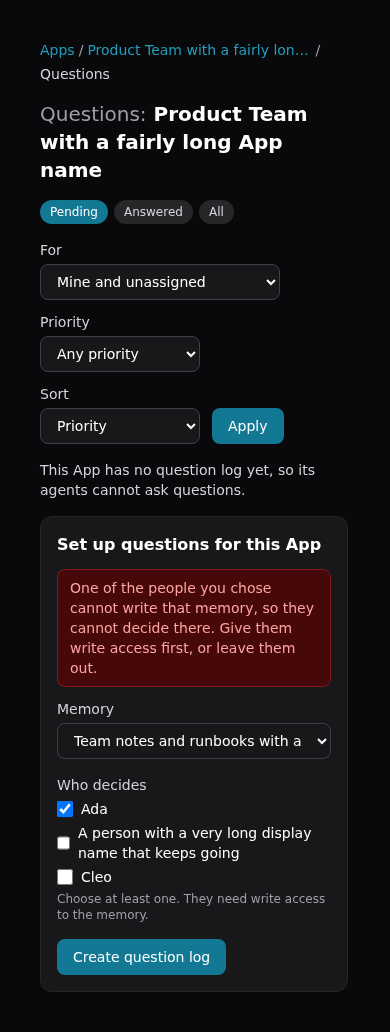 Apps / Product Team with a fairly lon… /
Questions
Questions: Product Team
with a fairly long App
name
Pending Answered All
For
Mine and unassigned
Priority
Any priority
Sort
Priority Apply
This App has no question log yet, so its
agents cannot ask questions.
Set up questions for this App
One of the people you chose
cannot write that memory, so they
cannot decide there. Give them
write access first, or leave them
out.
Memory
Team notes and runbooks with a
Who decides
Ada
A person with a very long display
name that keeps going
Cleo
Choose at least one. They need write access
to the memory.
Create question log